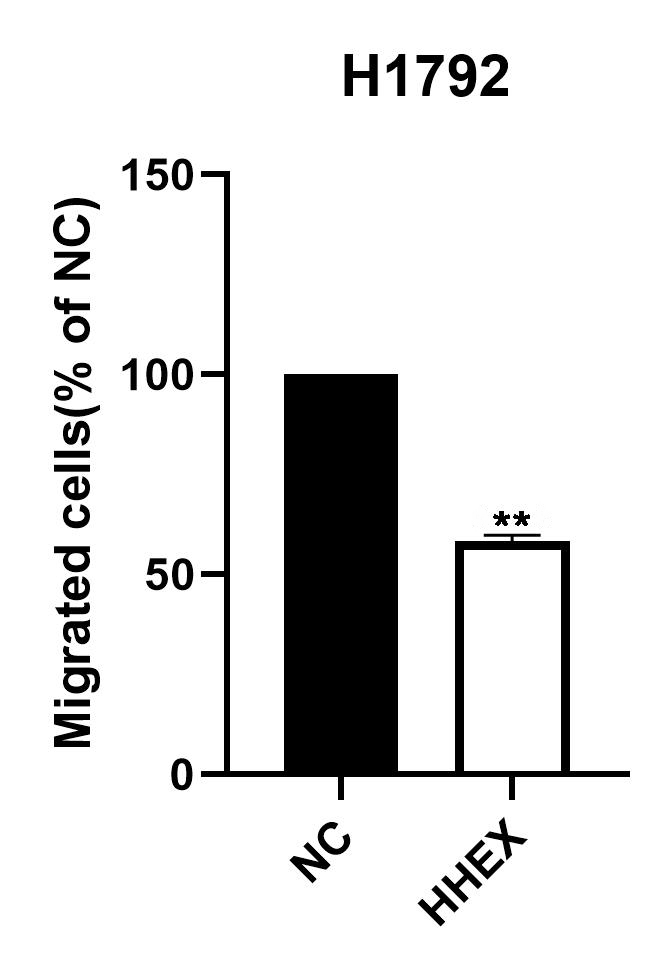 H1792
Migrated cells(% of NC)
150
100
50
0
**
NC
HHEX